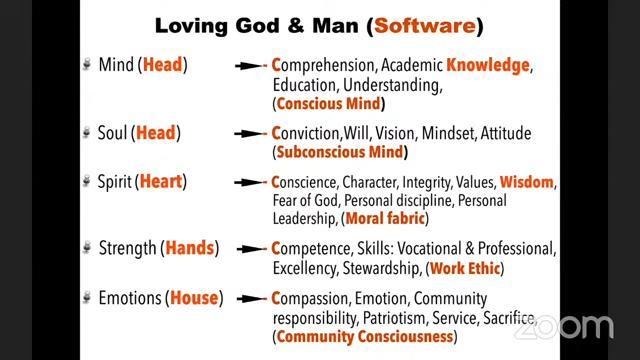 Loving God & Man (Software)
Mind (Head) Comprehension, Academic Knowledge,
Education, Understanding,
(Conscious Mind)
Soul (Head) Conviction, Will, Vision, Mindset, Attitude
(Subconscious Mind)
Spirit (Heart) Conscience, Character, Integrity, Values, Wisdom,
Fear of God, Personal discipline, Personal
Leadership, (Moral fabric)
Strength (Hands) Competence, Skills: Vocational & Professional,
Excellency, Stewardship, (Work Ethic)
Emotions (House) Compassion, Emotion, Community
responsibility, Patriotism, Service, Sacrifice
(Community Consciousness)
zoom